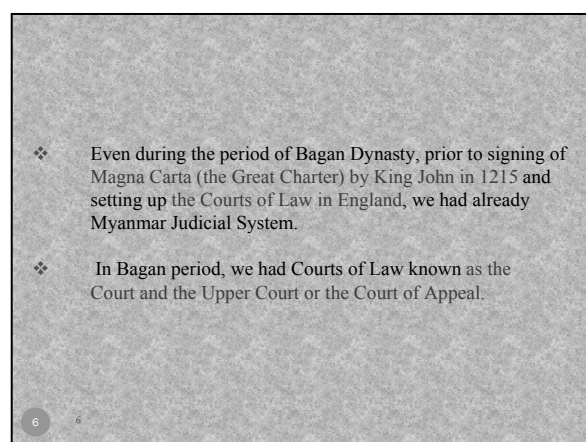 ❖ Even during the period of Bagan Dynasty, prior to signing of
Magna Carta (the Great Charter) by King John in 1215 and
setting up the Courts of Law in England, we had already
Myanmar Judicial System.
❖ In Bagan period, we had Courts of Law known as the
Court and the Upper Court or the Court of Appeal.
6 6